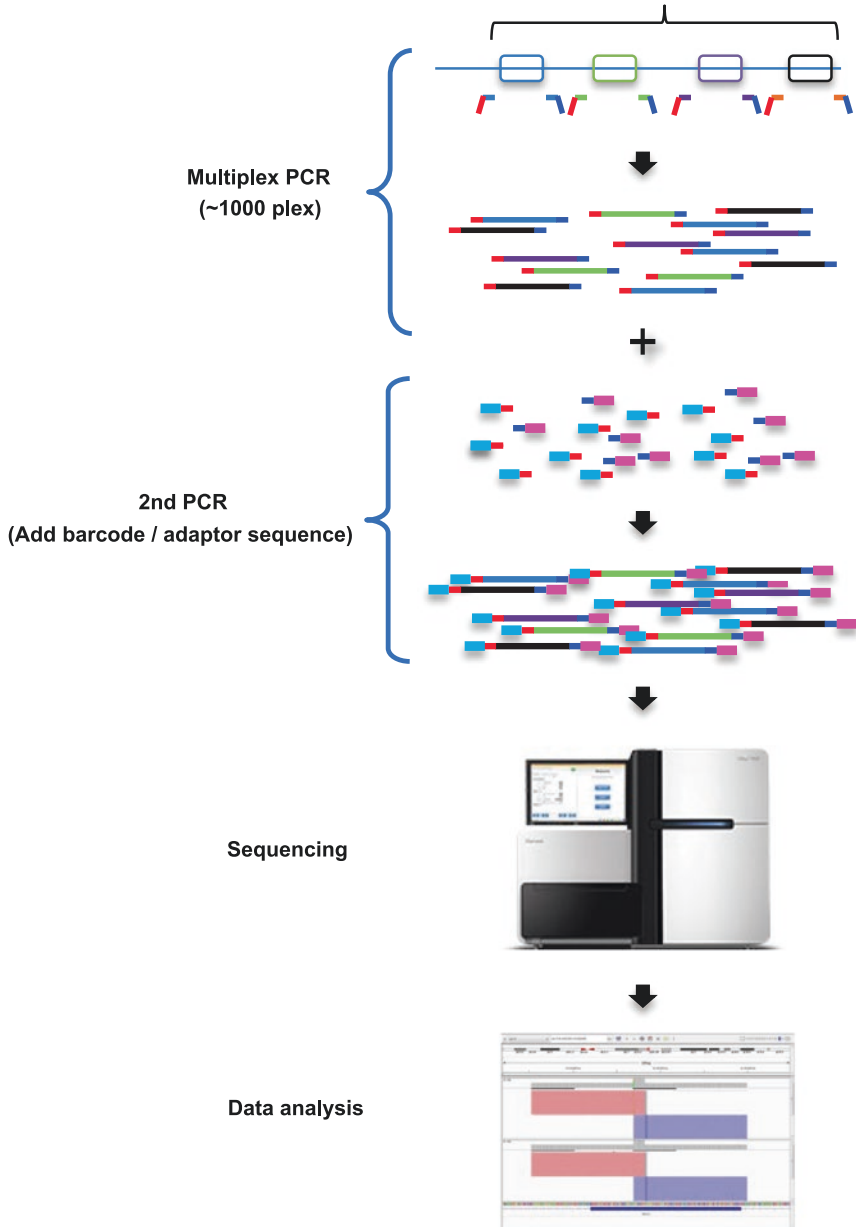 Multiplex PCR
(~1000 plex)
2nd PCR
(Add barcode / adaptor sequence)
Sequencing
Data analysis